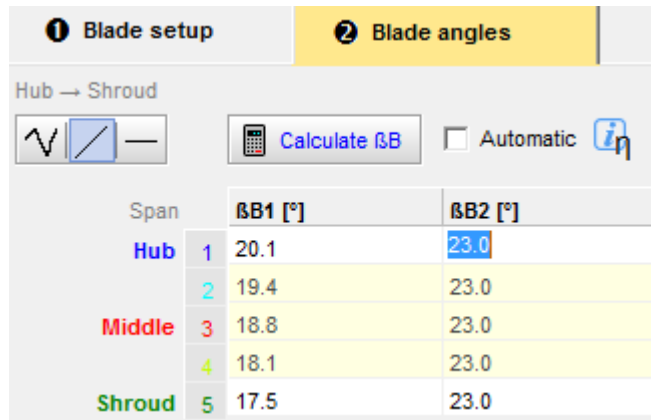 ❶ Blade setup ❷ Blade angles
Hub → Shroud
Calculate ßB Automatic iη
Span ßB1 [°] ßB2 [°]
Hub 1 20.1 23.0
2 19.4 23.0
Middle 3 18.8 23.0
4 18.1 23.0
Shroud 5 17.5 23.0